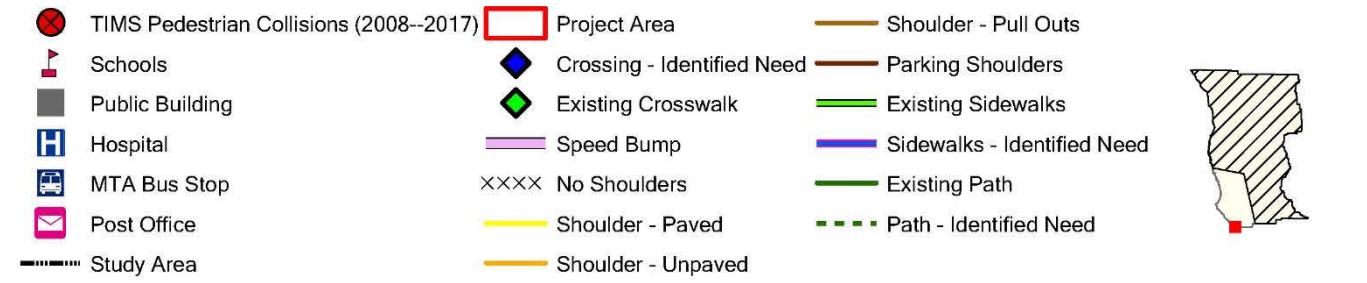 TIMS Pedestrian Collisions (2008--2017)
Schools
Public Building
Hospital
MTA Bus Stop
Post Office
Study Area
Project Area
Crossing - Identified Need
Existing Crosswalk
Speed Bump
No Shoulders
Shoulder - Paved
Shoulder - Unpaved
Shoulder - Pull Outs
Parking Shoulders
Existing Sidewalks
Sidewalks - Identified Need
Existing Path
Path - Identified Need